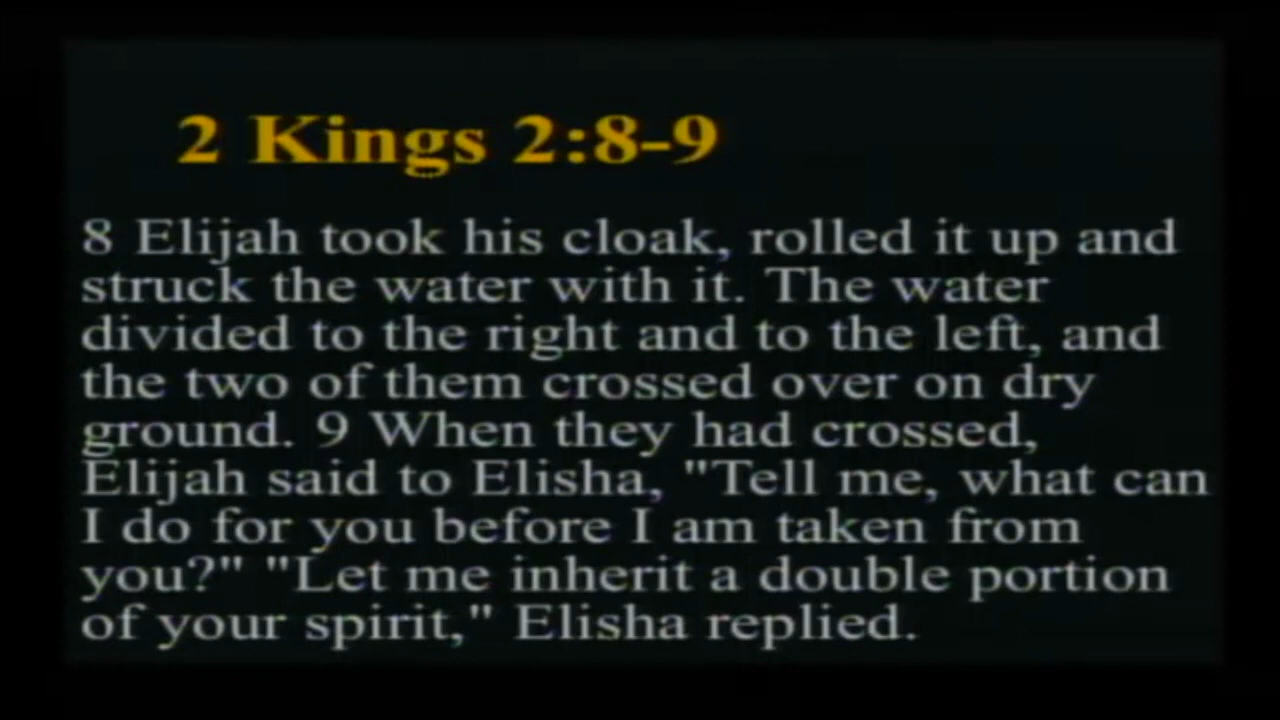 2 Kings 2:8-9
8 Elijah took his cloak, rolled it up and
struck the water with it. The water
divided to the right and to the left, and
the two of them crossed over on dry
ground. 9 When they had crossed,
Elijah said to Elisha, "Tell me, what can
I do for you before I am taken from
you?" "Let me inherit a double portion
of your spirit," Elisha replied.